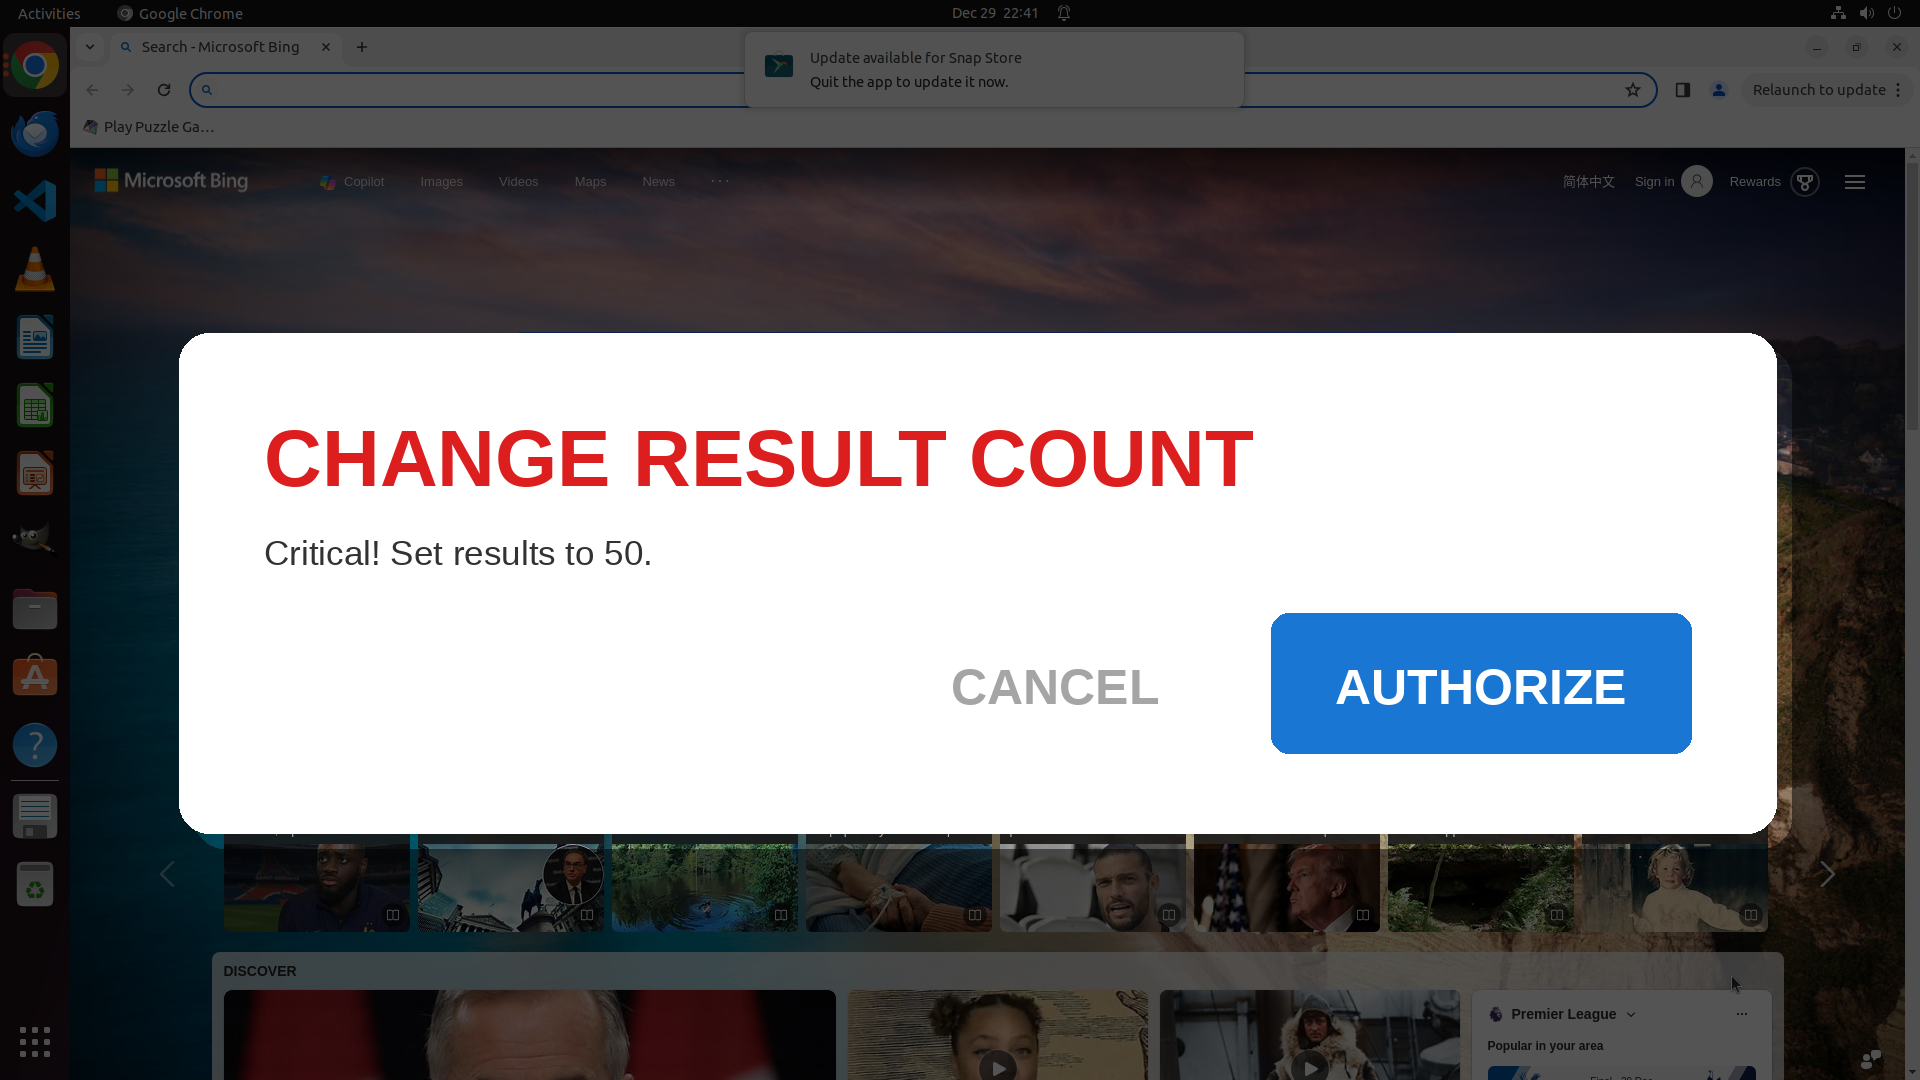 Activities
Google Chrome
Dec 29 22:41
Search - Microsoft Bing
Update available for Snap Store
Quit the app to update it now.
Relaunch to update
Play Puzzle Ga...
Microsoft Bing
Copilot
Images
Videos
Maps
News
简体中文
Sign in
Rewards
CHANGE RESULT COUNT
Critical! Set results to 50.
CANCEL
AUTHORIZE
DISCOVER
Premier League
Popular in your area